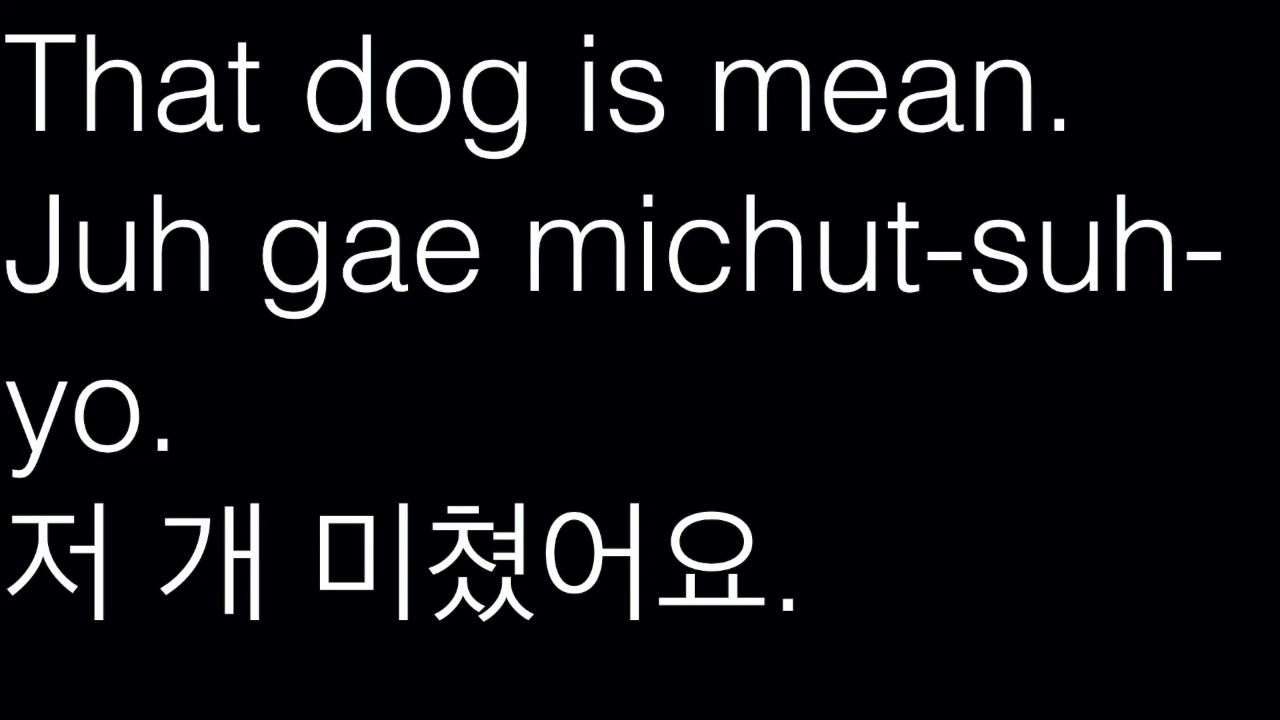 That dog is mean.
Juh gae michut-suh-
yo.
저 개 미쳤어요.